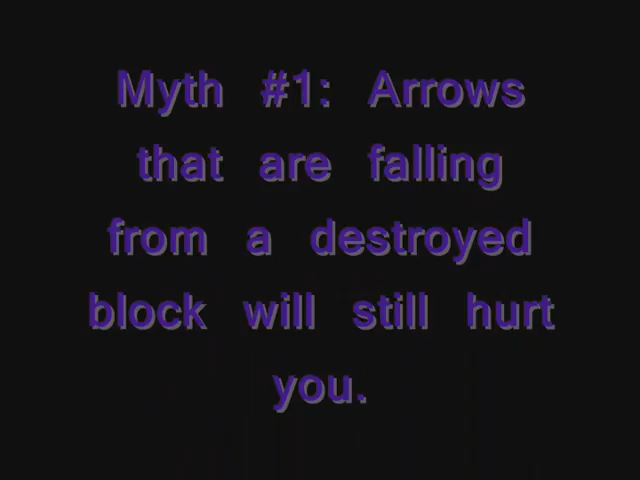 Myth #1: Arrows
that are falling
from a destroyed
block will still hurt
you.